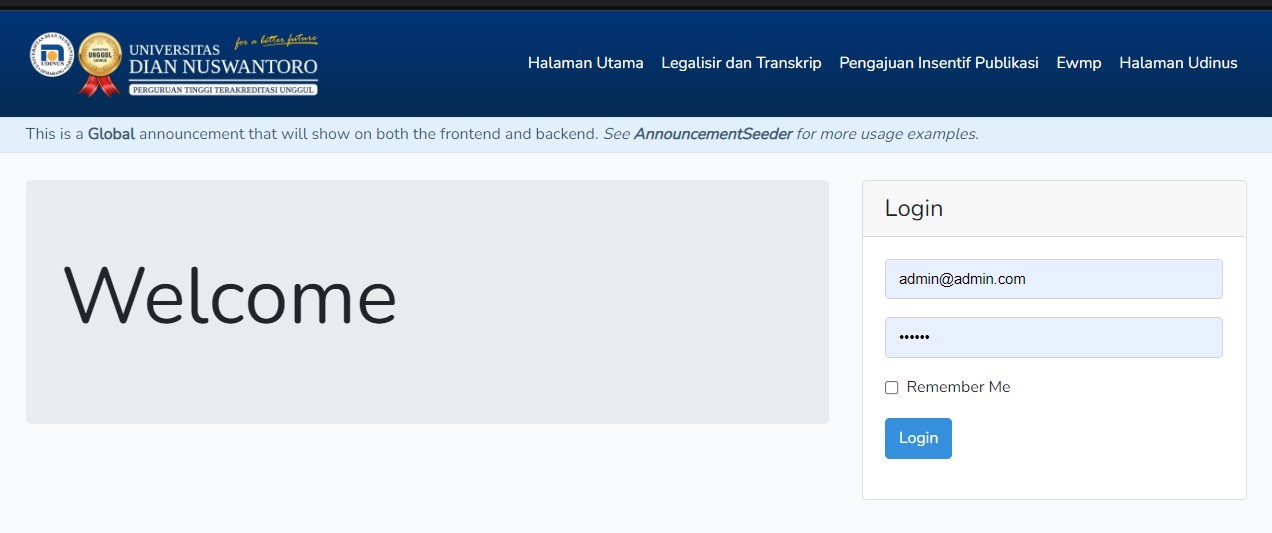 for a better future
UNIVERSITAS
DIAN NUSWANTORO
PERGURUAN TINGGI TERAKREDITASI UNGGUL
UDINUS
UNGGUL
Halaman Utama Legalisir dan Transkrip Pengajuan Insentif Publikasi Ewmp Halaman Udinus
This is a Global announcement that will show on both the frontend and backend. See AnnouncementSeeder for more usage examples.
Welcome
Login
admin@admin.com
••••••
Remember Me
Login